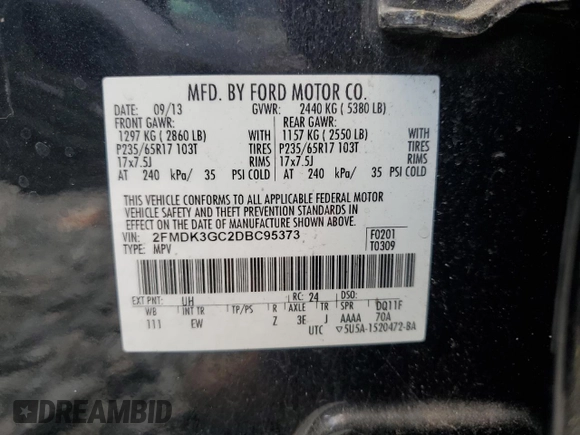 MFD. BY FORD MOTOR CO.
DATE: 09/13 GVWR: 2440 KG ( 5380 LB)
FRONT GAWR: REAR GAWR:
1297 KG ( 2860 LB) WITH 1157 KG ( 2550 LB) WITH
P235/65R17 103T TIRES P235/65R17 103T TIRES
17x7.5J RIMS 17x7.5J RIMS
AT 240 kPa/ 35 PSI COLD AT 240 kPa/ 35 PSI COLD
THIS VEHICLE CONFORMS TO ALL APPLICABLE FEDERAL MOTOR
VEHICLE SAFETY AND THEFT PREVENTION STANDARDS IN
EFFECT ON THE DATE OF MANUFACTURE SHOWN ABOVE.
VIN: 2FMDK3GC2DBC95373 F0201
TYPE: MPV T0309
EXT PNT: UH RC: 24 DSO:
WB INT TR TP/PS R AXLE TR SPR DQ11F
111 EW Z 3E J AAAA 70A
UTC ▽5U5A-1520472-BA
DREAMBID